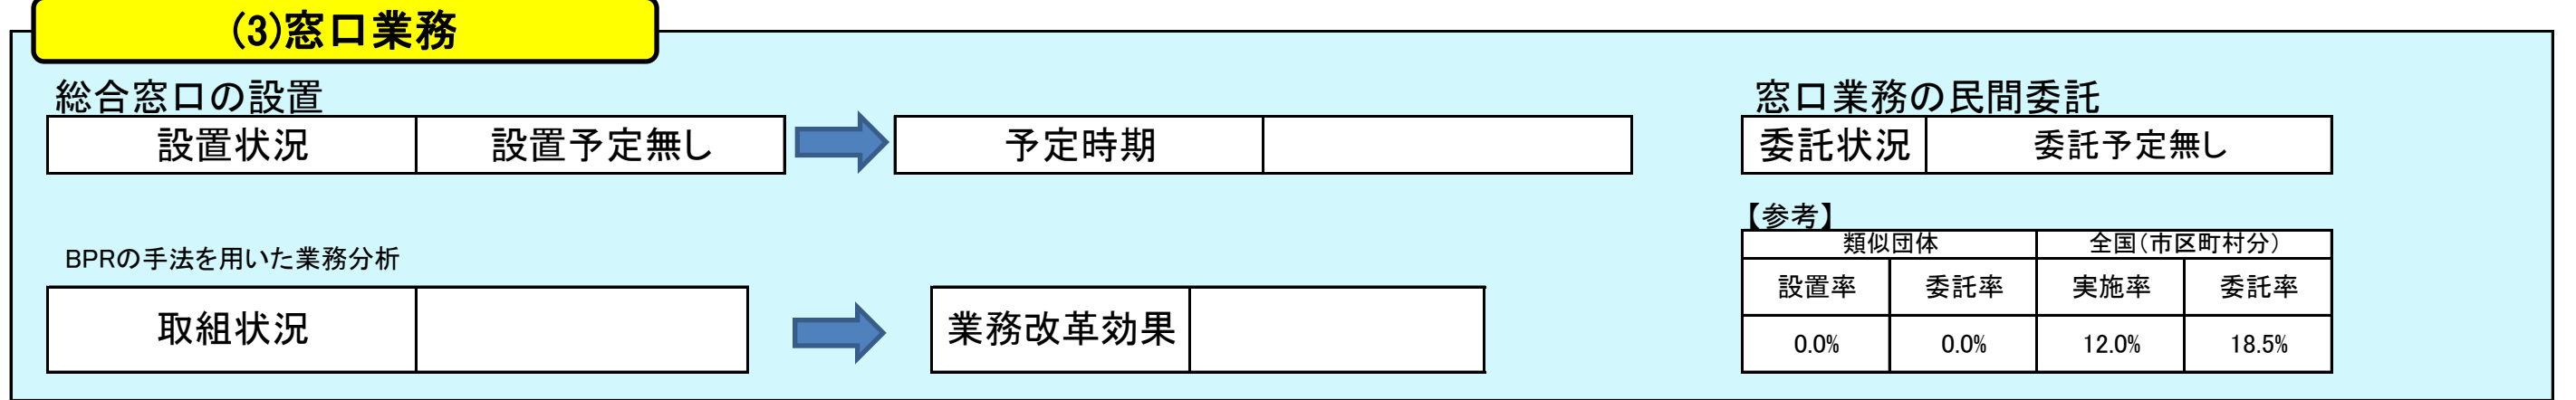 (3)窓口業務
総合窓口の設置
設置状況 設置予定無し 予定時期
窓口業務の民間委託
委託状況 委託予定無し
BPRの手法を用いた業務分析
取組状況 業務改革効果
【参考】
類似団体 全国(市区町村分)
設置率 委託率 実施率 委託率
0.0% 0.0% 12.0% 18.5%